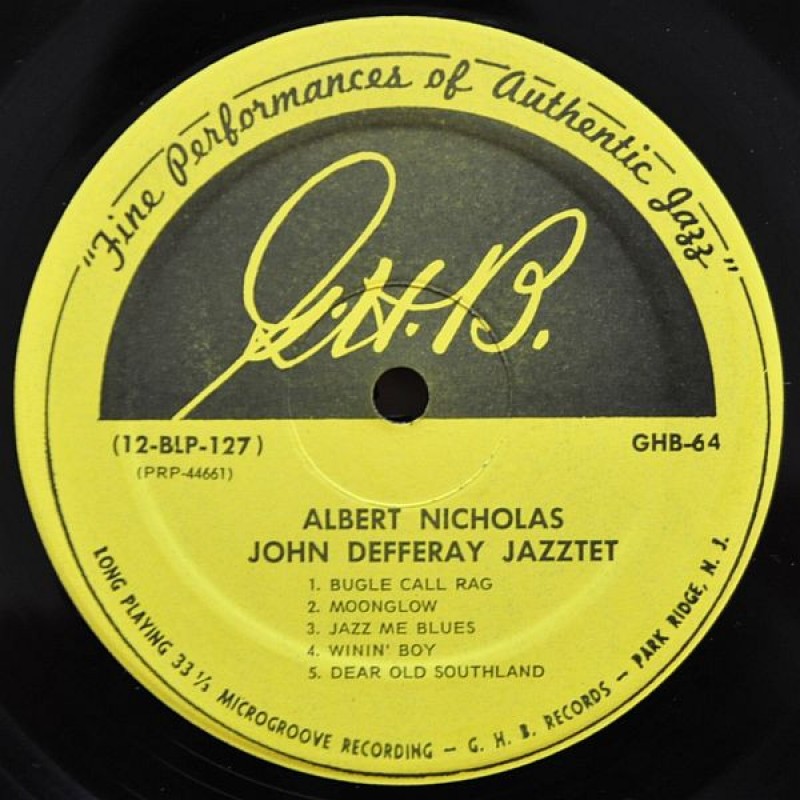 "Fine Performances of Authentic Jazz"
G.H.B.
(12-BLP-127)
GHB-64
(PRP-44661)
ALBERT NICHOLAS
JOHN DEFFERAY JAZZTET
1. BUGLE CALL RAG
2. MOONGLOW
3. JAZZ ME BLUES
4. WININ' BOY
5. DEAR OLD SOUTHLAND
LONG PLAYING 33 1/3 MICROGROOVE RECORDING — G. H. B. RECORDS — PARK RIDGE, N. J.